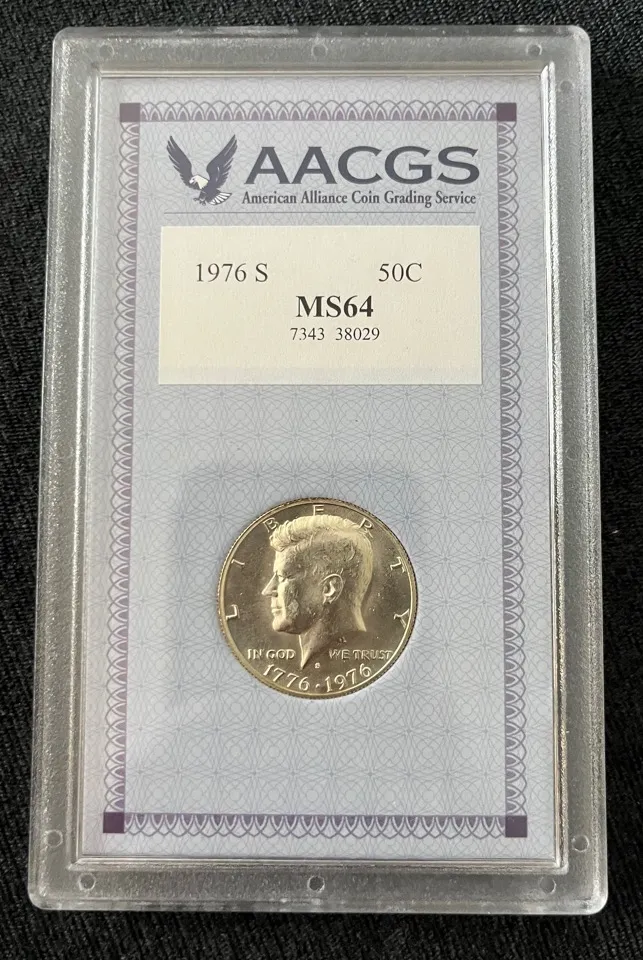 AACGS
American Alliance Coin Grading Service
1976 S 50C
MS64
7343 38029
LIBERTY
IN GOD WE TRUST
S
1776 · 1976